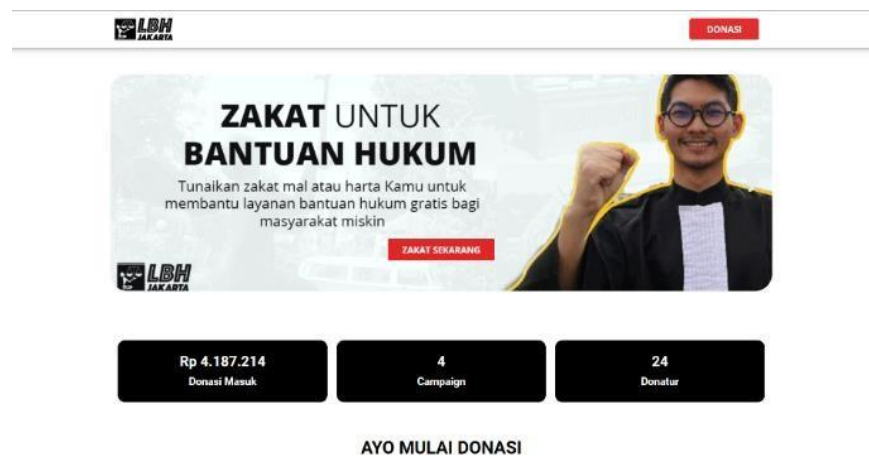 LBH
JAKARTA
DONASI
ZAKAT UNTUK
BANTUAN HUKUM
Tunaikan zakat mal atau harta Kamu untuk
membantu layanan bantuan hukum gratis bagi
masyarakat miskin
ZAKAT SEKARANG
LBH
JAKARTA
Rp 4.187.214
Donasi Masuk
4
Campaign
24
Donatur
AYO MULAI DONASI